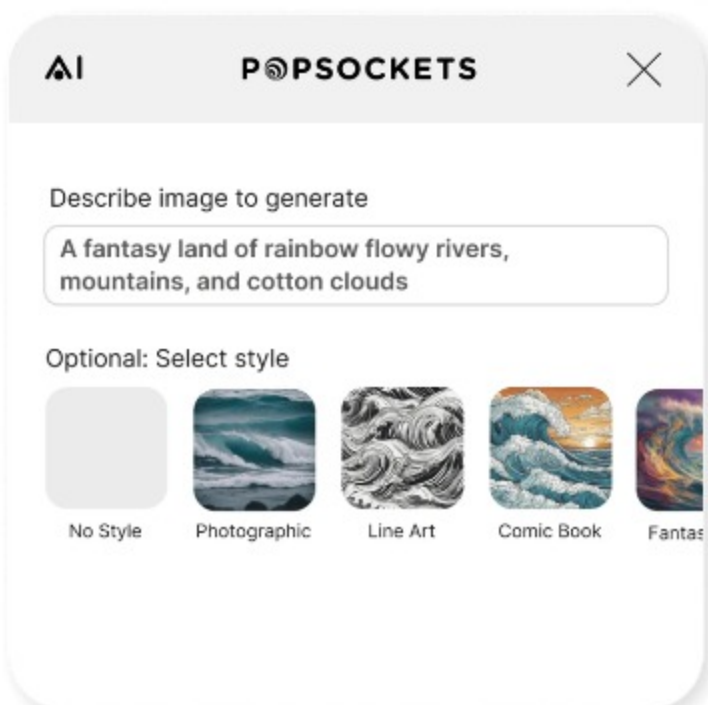 AI
POPSOCKETS
Describe image to generate
A fantasy land of rainbow flowy rivers,
mountains, and cotton clouds
Optional: Select style
No Style
Photographic
Line Art
Comic Book
Fantas